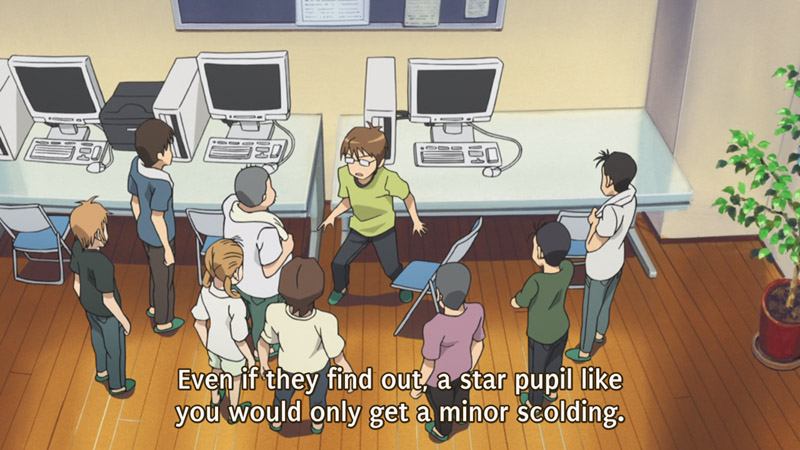 Even if they find out, a star pupil like
you would only get a minor scolding.